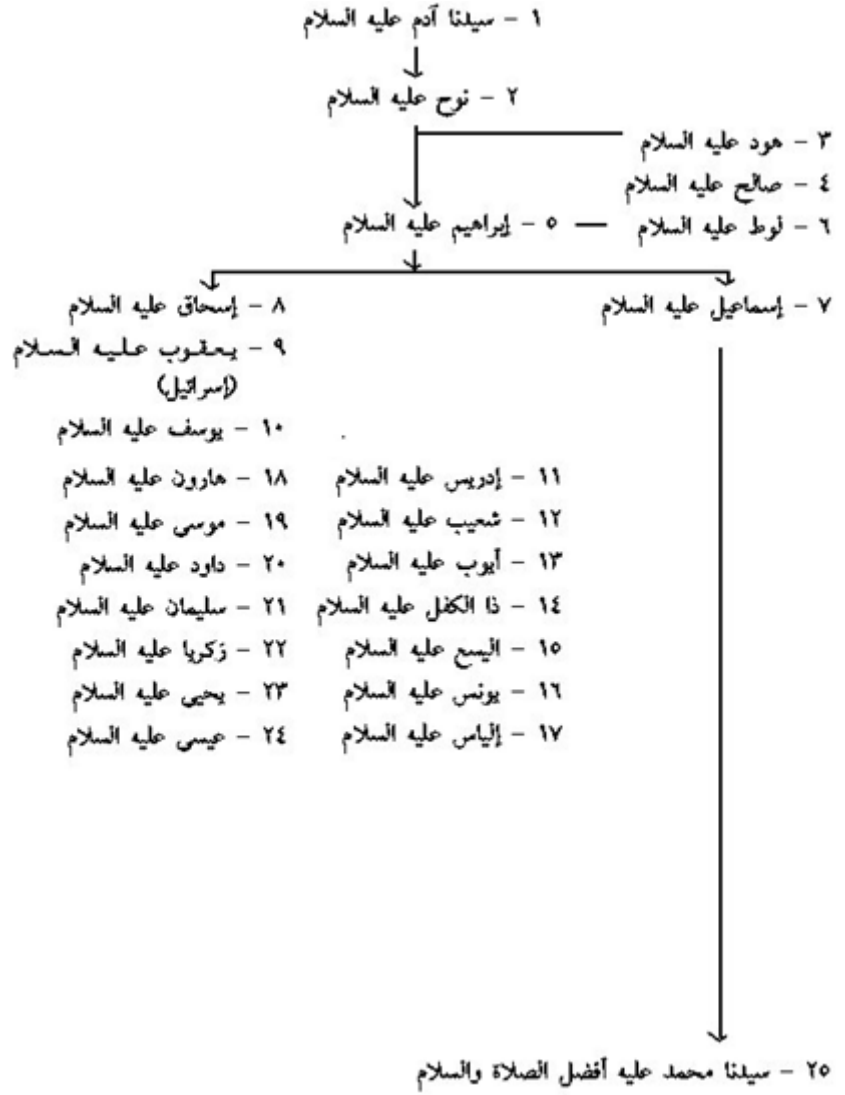 ١ - سيدنا آدم عليه السلام
٢ - نوح عليه السلام
٣ - هود عليه السلام
٤ - صالح عليه السلام
٦ - لوط عليه السلام — ٥ - إبراهيم عليه السلام
٧ - إسماعيل عليه السلام
٨ - إسحاق عليه السلام
٩ - يعقوب عليه السلام
(إسرائيل)
١٠ - يوسف عليه السلام
١١ - إدريس عليه السلام
١٢ - شعيب عليه السلام
١٣ - أيوب عليه السلام
١٤ - ذا الكفل عليه السلام
١٥ - اليسع عليه السلام
١٦ - يونس عليه السلام
١٧ - إلياس عليه السلام
١٨ - هارون عليه السلام
١٩ - موسى عليه السلام
٢٠ - داود عليه السلام
٢١ - سليمان عليه السلام
٢٢ - زكريا عليه السلام
٢٣ - يحيى عليه السلام
٢٤ - عيسى عليه السلام
٢٥ - سيدنا محمد عليه أفضل الصلاة والسلام